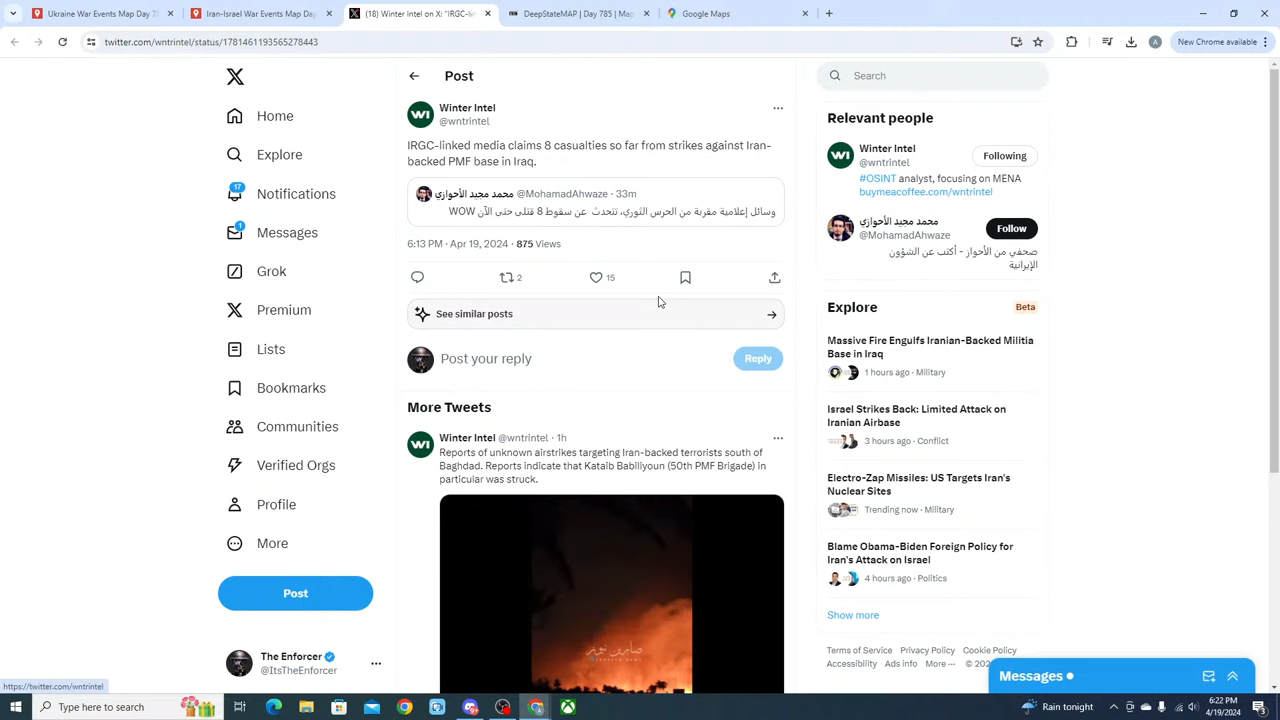 Ukraine War Events Map Day 7
Iran-Israel War Events Map Day
(18) Winter Intel on X: "IRGC-lin
DeepStateMAP | Day 785 | Map
Google Maps
twitter.com/wntrintel/status/1781461193565278443
New Chrome available
Post
Search
Winter Intel
@wntrintel
IRGC-linked media claims 8 casualties so far from strikes against Iran-
backed PMF base in Iraq.
محمد مجيد الأحوازي @MohamadAhwaze · 33m
وسائل إعلامية مقربة من الحرس الثوري، تتحدث عن سقوط 8 قتلى حتى الآن WOW
6:13 PM · Apr 19, 2024 · 875 Views
2
15
See similar posts
Post your reply
Reply
More Tweets
Winter Intel @wntrintel · 1h
Reports of unknown airstrikes targeting Iran-backed terrorists south of
Baghdad. Reports indicate that Kataib Babiliyoun (50th PMF Brigade) in
particular was struck.
صابرين نيوز
Home
Explore
17
Notifications
1
Messages
Grok
Premium
Lists
Bookmarks
Communities
Verified Orgs
Profile
More
Post
The Enforcer
@ItsTheEnforcer
Relevant people
Winter Intel
@wntrintel
Following
#OSINT analyst, focusing on MENA
buymeacoffee.com/wntrintel
محمد مجيد الأحوازي
@MohamadAhwaze
Follow
صحفي من الأحواز - أكتب عن الشؤون
الإيرانية
Explore
Beta
Massive Fire Engulfs Iranian-Backed Militia
Base in Iraq
1 hours ago · Military
Israel Strikes Back: Limited Attack on
Iranian Airbase
3 hours ago · Conflict
Electro-Zap Missiles: US Targets Iran's
Nuclear Sites
Trending now · Military
Blame Obama-Biden Foreign Policy for
Iran's Attack on Israel
4 hours ago · Politics
Show more
Terms of Service Privacy Policy Cookie Policy
Accessibility Ads info More ··· © 202
Messages
https://twitter.com/wntrintel
Type here to search
Rain tonight
6:22 PM
4/19/2024